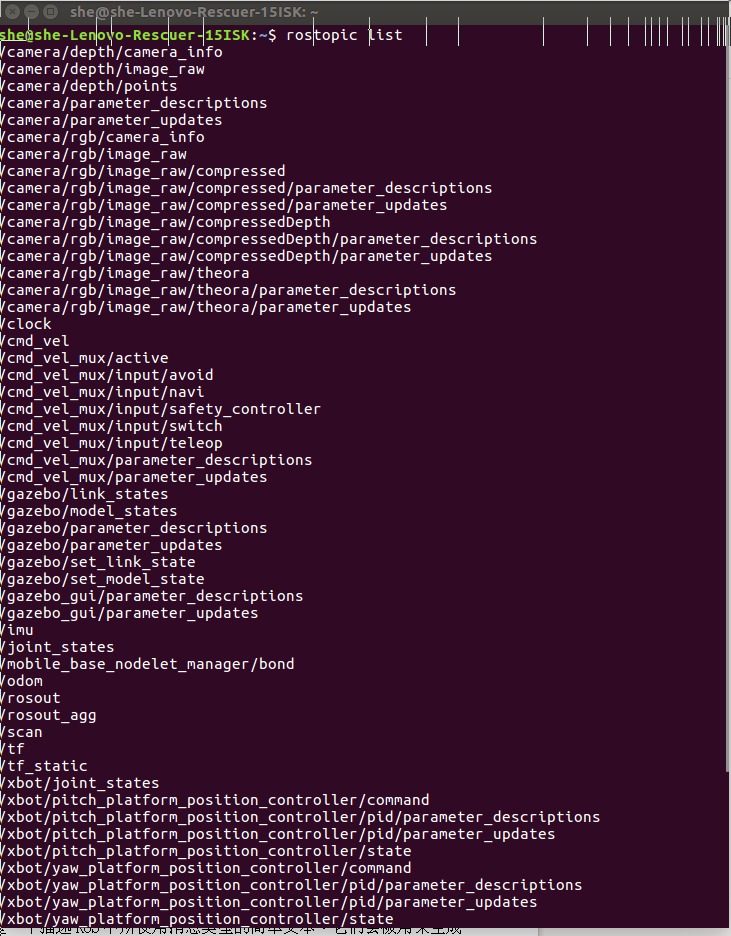 she@she-Lenovo-Rescuer-15ISK: ~
she@she-Lenovo-Rescuer-15ISK:~$ rostopic list
/camera/depth/camera_info
/camera/depth/image_raw
/camera/depth/points
/camera/parameter_descriptions
/camera/parameter_updates
/camera/rgb/camera_info
/camera/rgb/image_raw
/camera/rgb/image_raw/compressed
/camera/rgb/image_raw/compressed/parameter_descriptions
/camera/rgb/image_raw/compressed/parameter_updates
/camera/rgb/image_raw/compressedDepth
/camera/rgb/image_raw/compressedDepth/parameter_descriptions
/camera/rgb/image_raw/compressedDepth/parameter_updates
/camera/rgb/image_raw/theora
/camera/rgb/image_raw/theora/parameter_descriptions
/camera/rgb/image_raw/theora/parameter_updates
/clock
/cmd_vel
/cmd_vel_mux/active
/cmd_vel_mux/input/avoid
/cmd_vel_mux/input/navi
/cmd_vel_mux/input/safety_controller
/cmd_vel_mux/input/switch
/cmd_vel_mux/input/teleop
/cmd_vel_mux/parameter_descriptions
/cmd_vel_mux/parameter_updates
/gazebo/link_states
/gazebo/model_states
/gazebo/parameter_descriptions
/gazebo/parameter_updates
/gazebo/set_link_state
/gazebo/set_model_state
/gazebo_gui/parameter_descriptions
/gazebo_gui/parameter_updates
/imu
/joint_states
/mobile_base_nodelet_manager/bond
/odom
/rosout
/rosout_agg
/scan
/tf
/tf_static
/xbot/joint_states
/xbot/pitch_platform_position_controller/command
/xbot/pitch_platform_position_controller/pid/parameter_descriptions
/xbot/pitch_platform_position_controller/pid/parameter_updates
/xbot/pitch_platform_position_controller/state
/xbot/yaw_platform_position_controller/command
/xbot/yaw_platform_position_controller/pid/parameter_descriptions
/xbot/yaw_platform_position_controller/pid/parameter_updates
/xbot/yaw_platform_position_controller/state